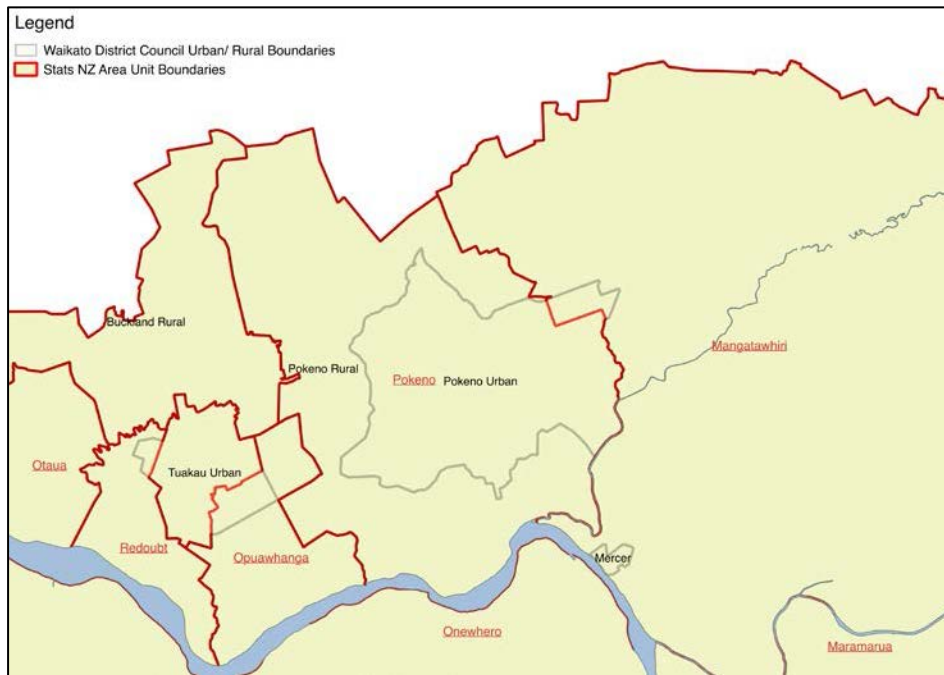 Legend
Waikato District Council Urban/ Rural Boundaries
Stats NZ Area Unit Boundaries
Buckland Rural
Mangatawhiri
Pokeno Rural
Pokeno Pokeno Urban
Otaua
Tuakau Urban
Redoubt
Opuawhanga
Mercer
Onewhero
Maramarua